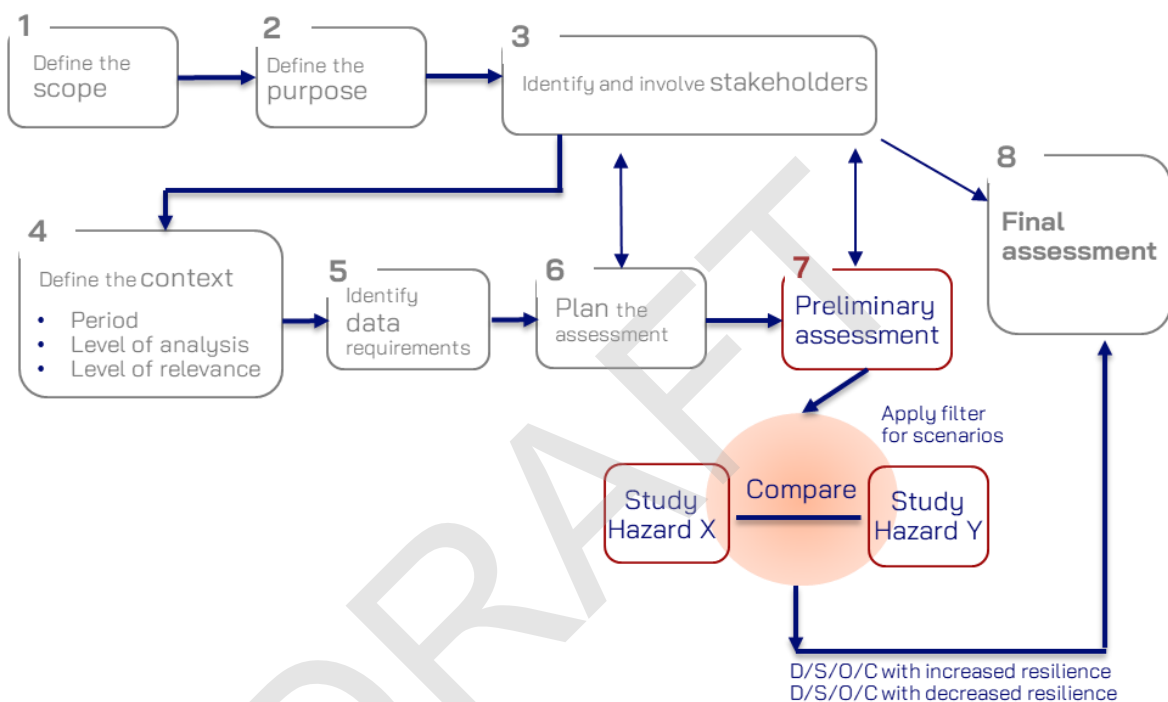 1
Define the
scope
2
Define the
purpose
3
Identify and involve stakeholders
4
Define the context
• Period
• Level of analysis
• Level of relevance
5
Identify
data
requirements
6
Plan the
assessment
7
Preliminary
assessment
8
Final
assessment
Apply filter
for scenarios
Study
Hazard X
Compare
Study
Hazard Y
D/S/O/C with increased resilience
D/S/O/C with decreased resilience
DRAFT